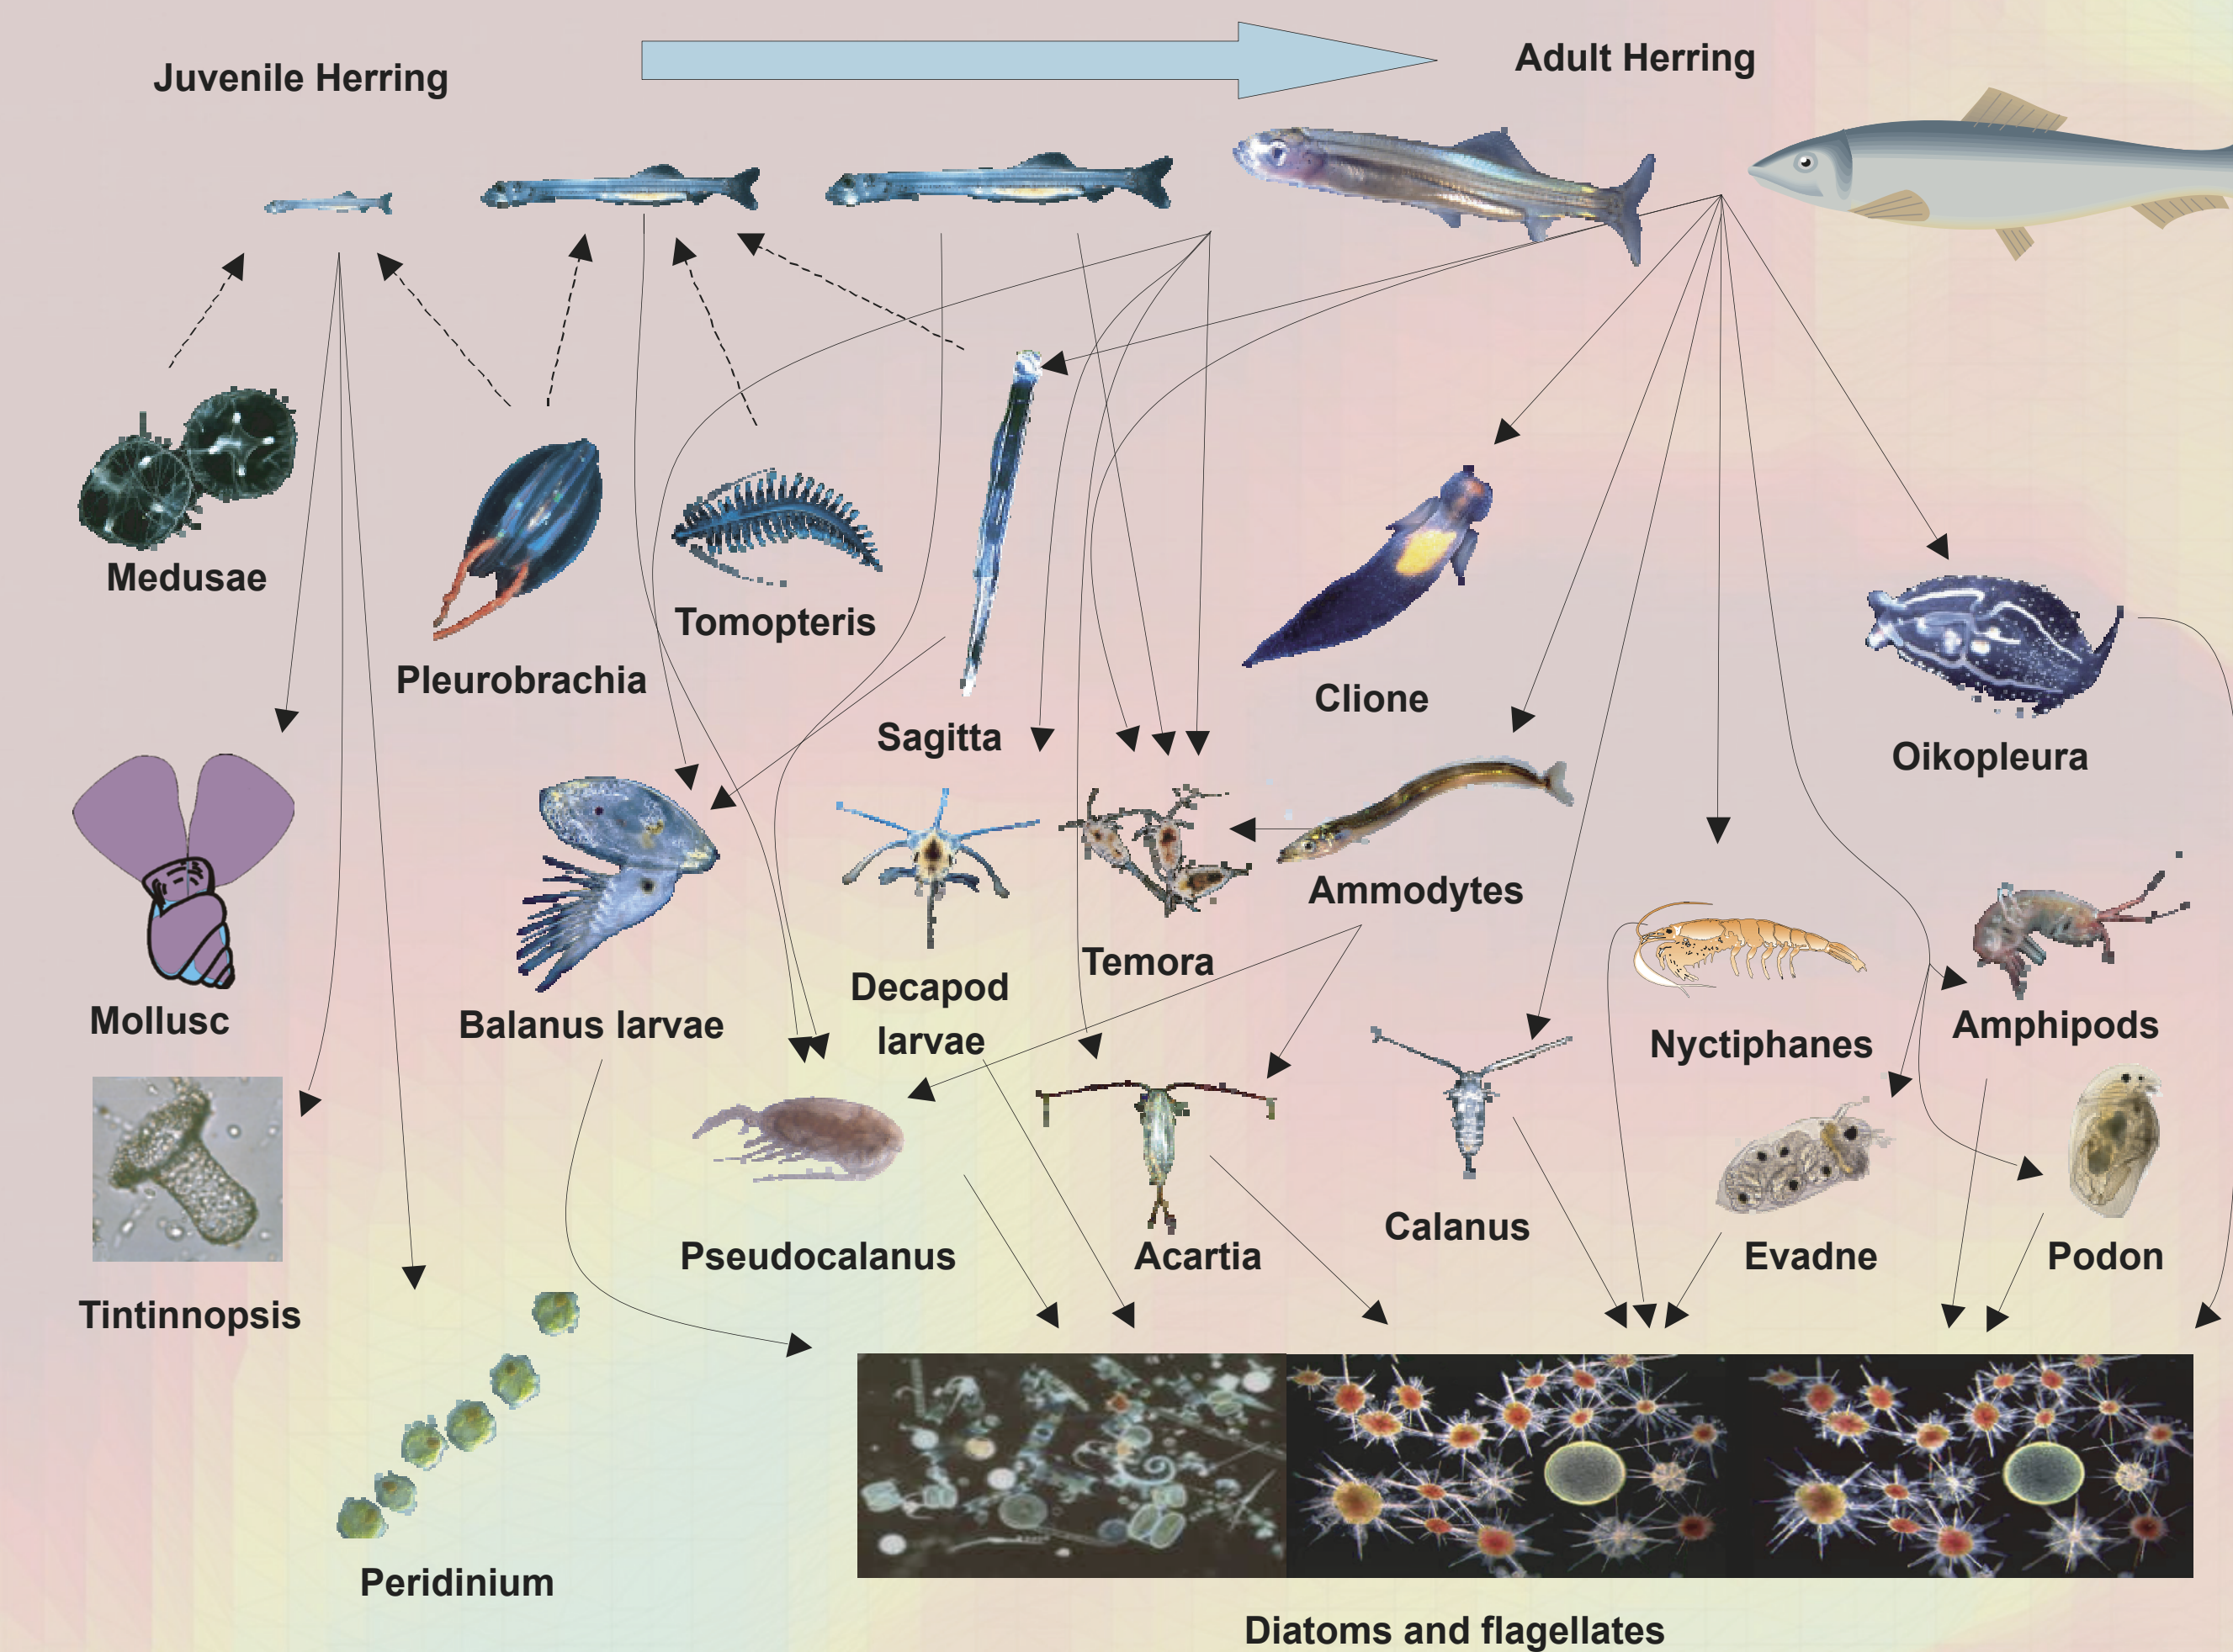 Juvenile Herring
Adult Herring
Medusae
Pleurobrachia
Tomopteris
Sagitta
Clione
Oikopleura
Mollusc
Balanus larvae
Decapod
larvae
Temora
Ammodytes
Nyctiphanes
Amphipods
Tintinnopsis
Pseudocalanus
Acartia
Calanus
Evadne
Podon
Peridinium
Diatoms and flagellates